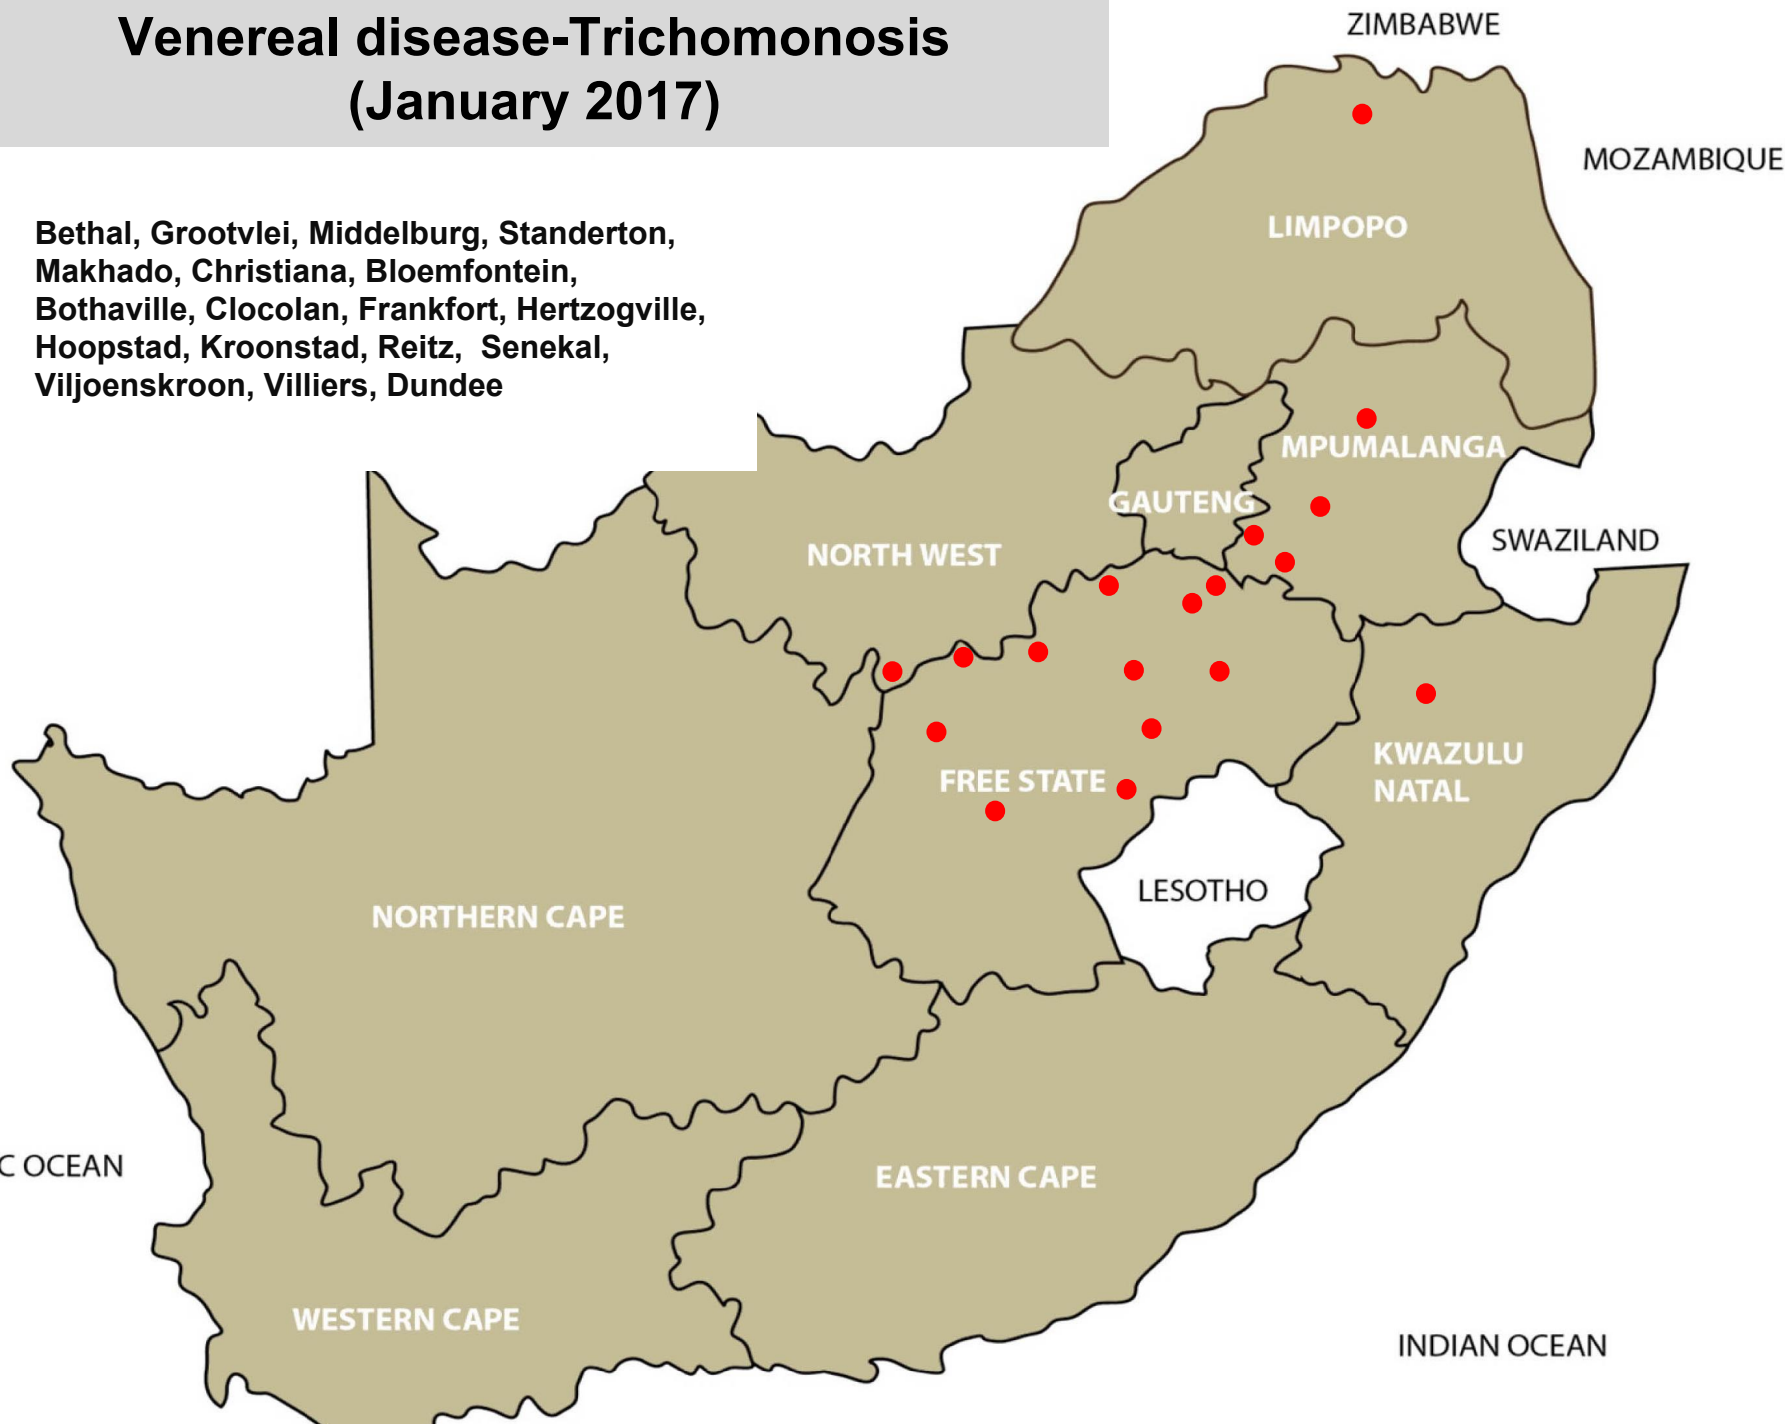 Venereal disease-Trichomonosis
(January 2017)
Bethal, Grootvlei, Middelburg, Standerton,
Makhado, Christiana, Bloemfontein,
Bothaville, Clocolan, Frankfort, Hertzogville,
Hoopstad, Kroonstad, Reitz,  Senekal,
Viljoenskroon, Villiers, Dundee
ZIMBABWE
MOZAMBIQUE
LIMPOPO
MPUMALANGA
GAUTENG
SWAZILAND
NORTH WEST
KWAZULU
NATAL
FREE STATE
LESOTHO
NORTHERN CAPE
C OCEAN
EASTERN CAPE
WESTERN CAPE
INDIAN OCEAN